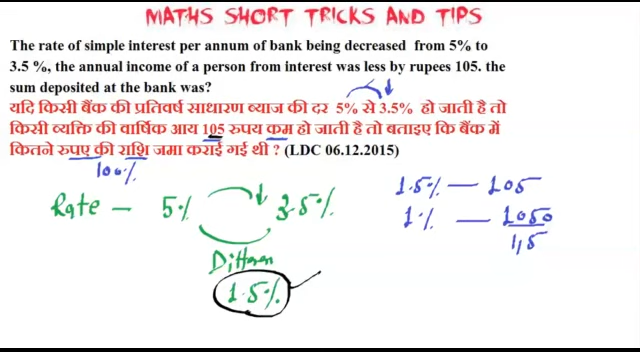 MATHS SHORT TRICKS AND TIPS
The rate of simple interest per annum of bank being decreased from 5% to
3.5 %, the annual income of a person from interest was less by rupees 105. the
sum deposited at the bank was?
यदि किसी बैंक की प्रतिवर्ष साधारण ब्याज की दर 5% से 3.5% हो जाती है तो
किसी व्यक्ति की वार्षिक आय 105 रुपय कम हो जाती है तो बताइए कि बैंक में
कितने रुपए की राशि जमा कराई गई थी ? (LDC 06.12.2015)
100%
Rate - 5% 3.5%
1.5% - 105
1% - 1050
1,5
Differen
1.5%